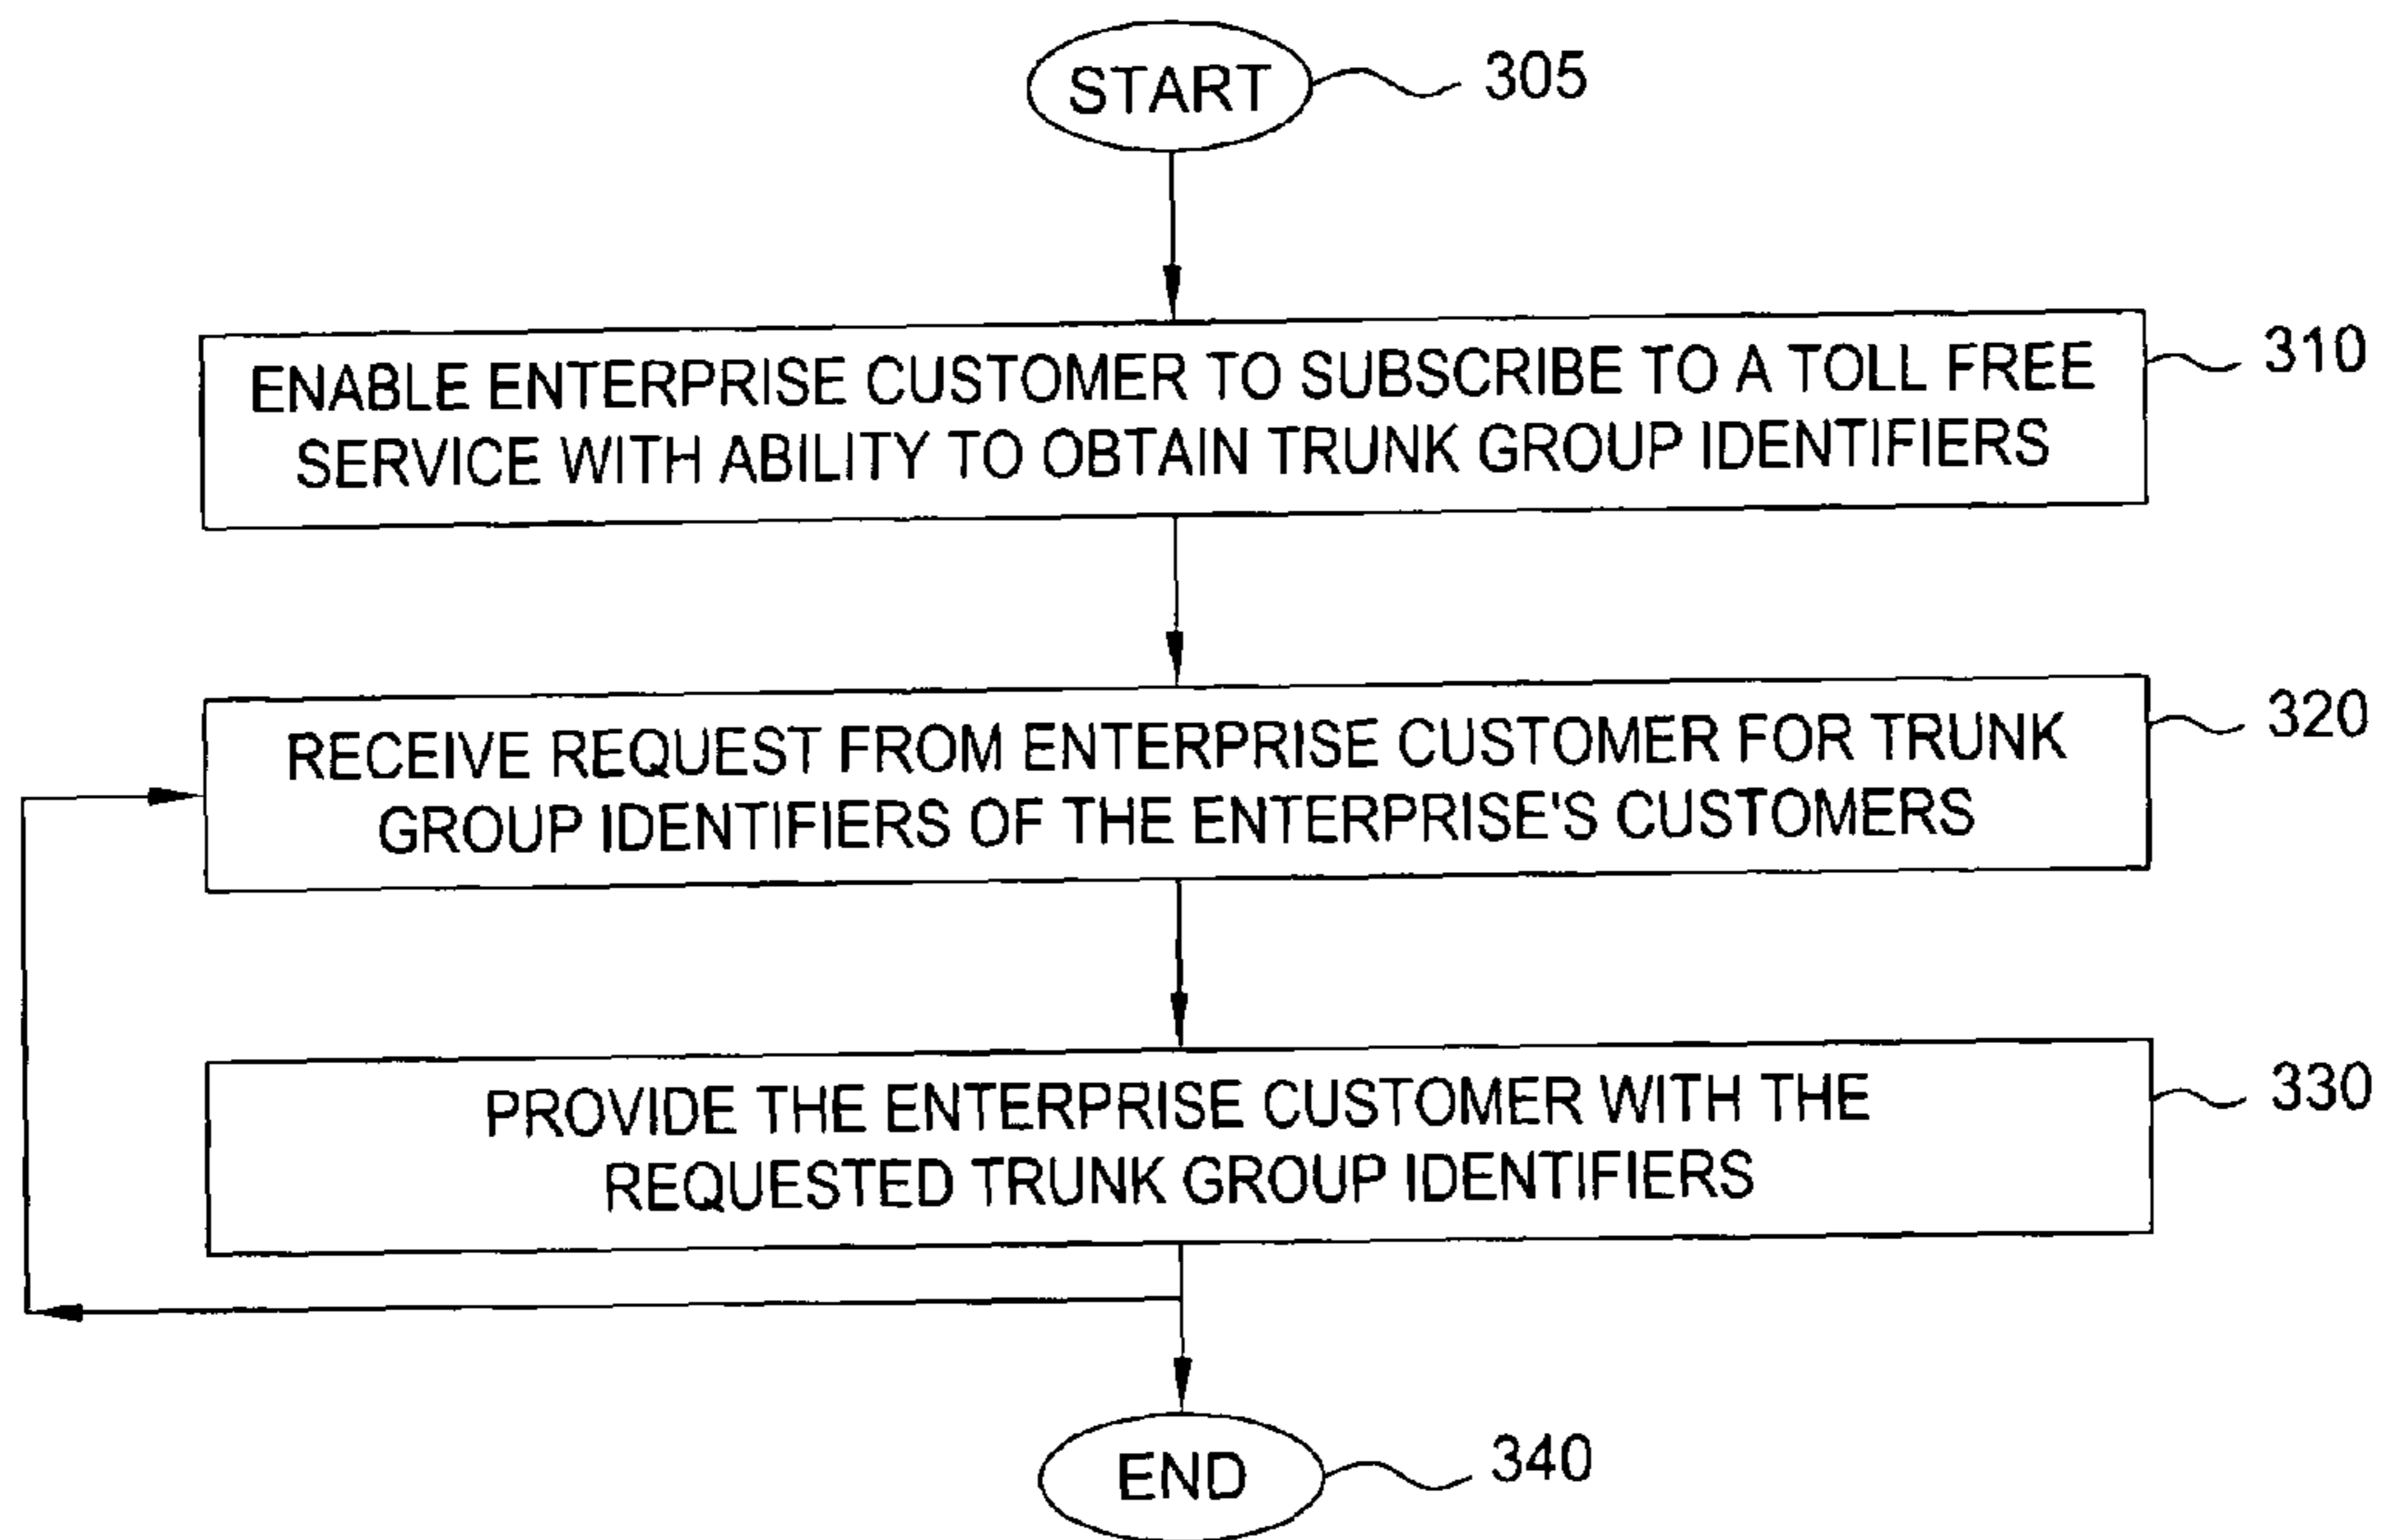 START
305
ENABLE ENTERPRISE CUSTOMER TO SUBSCRIBE TO A TOLL FREE
SERVICE WITH ABILITY TO OBTAIN TRUNK GROUP IDENTIFIERS
310
RECEIVE REQUEST FROM ENTERPRISE CUSTOMER FOR TRUNK
GROUP IDENTIFIERS OF THE ENTERPRISE'S CUSTOMERS
320
PROVIDE THE ENTERPRISE CUSTOMER WITH THE
REQUESTED TRUNK GROUP IDENTIFIERS
330
END
340